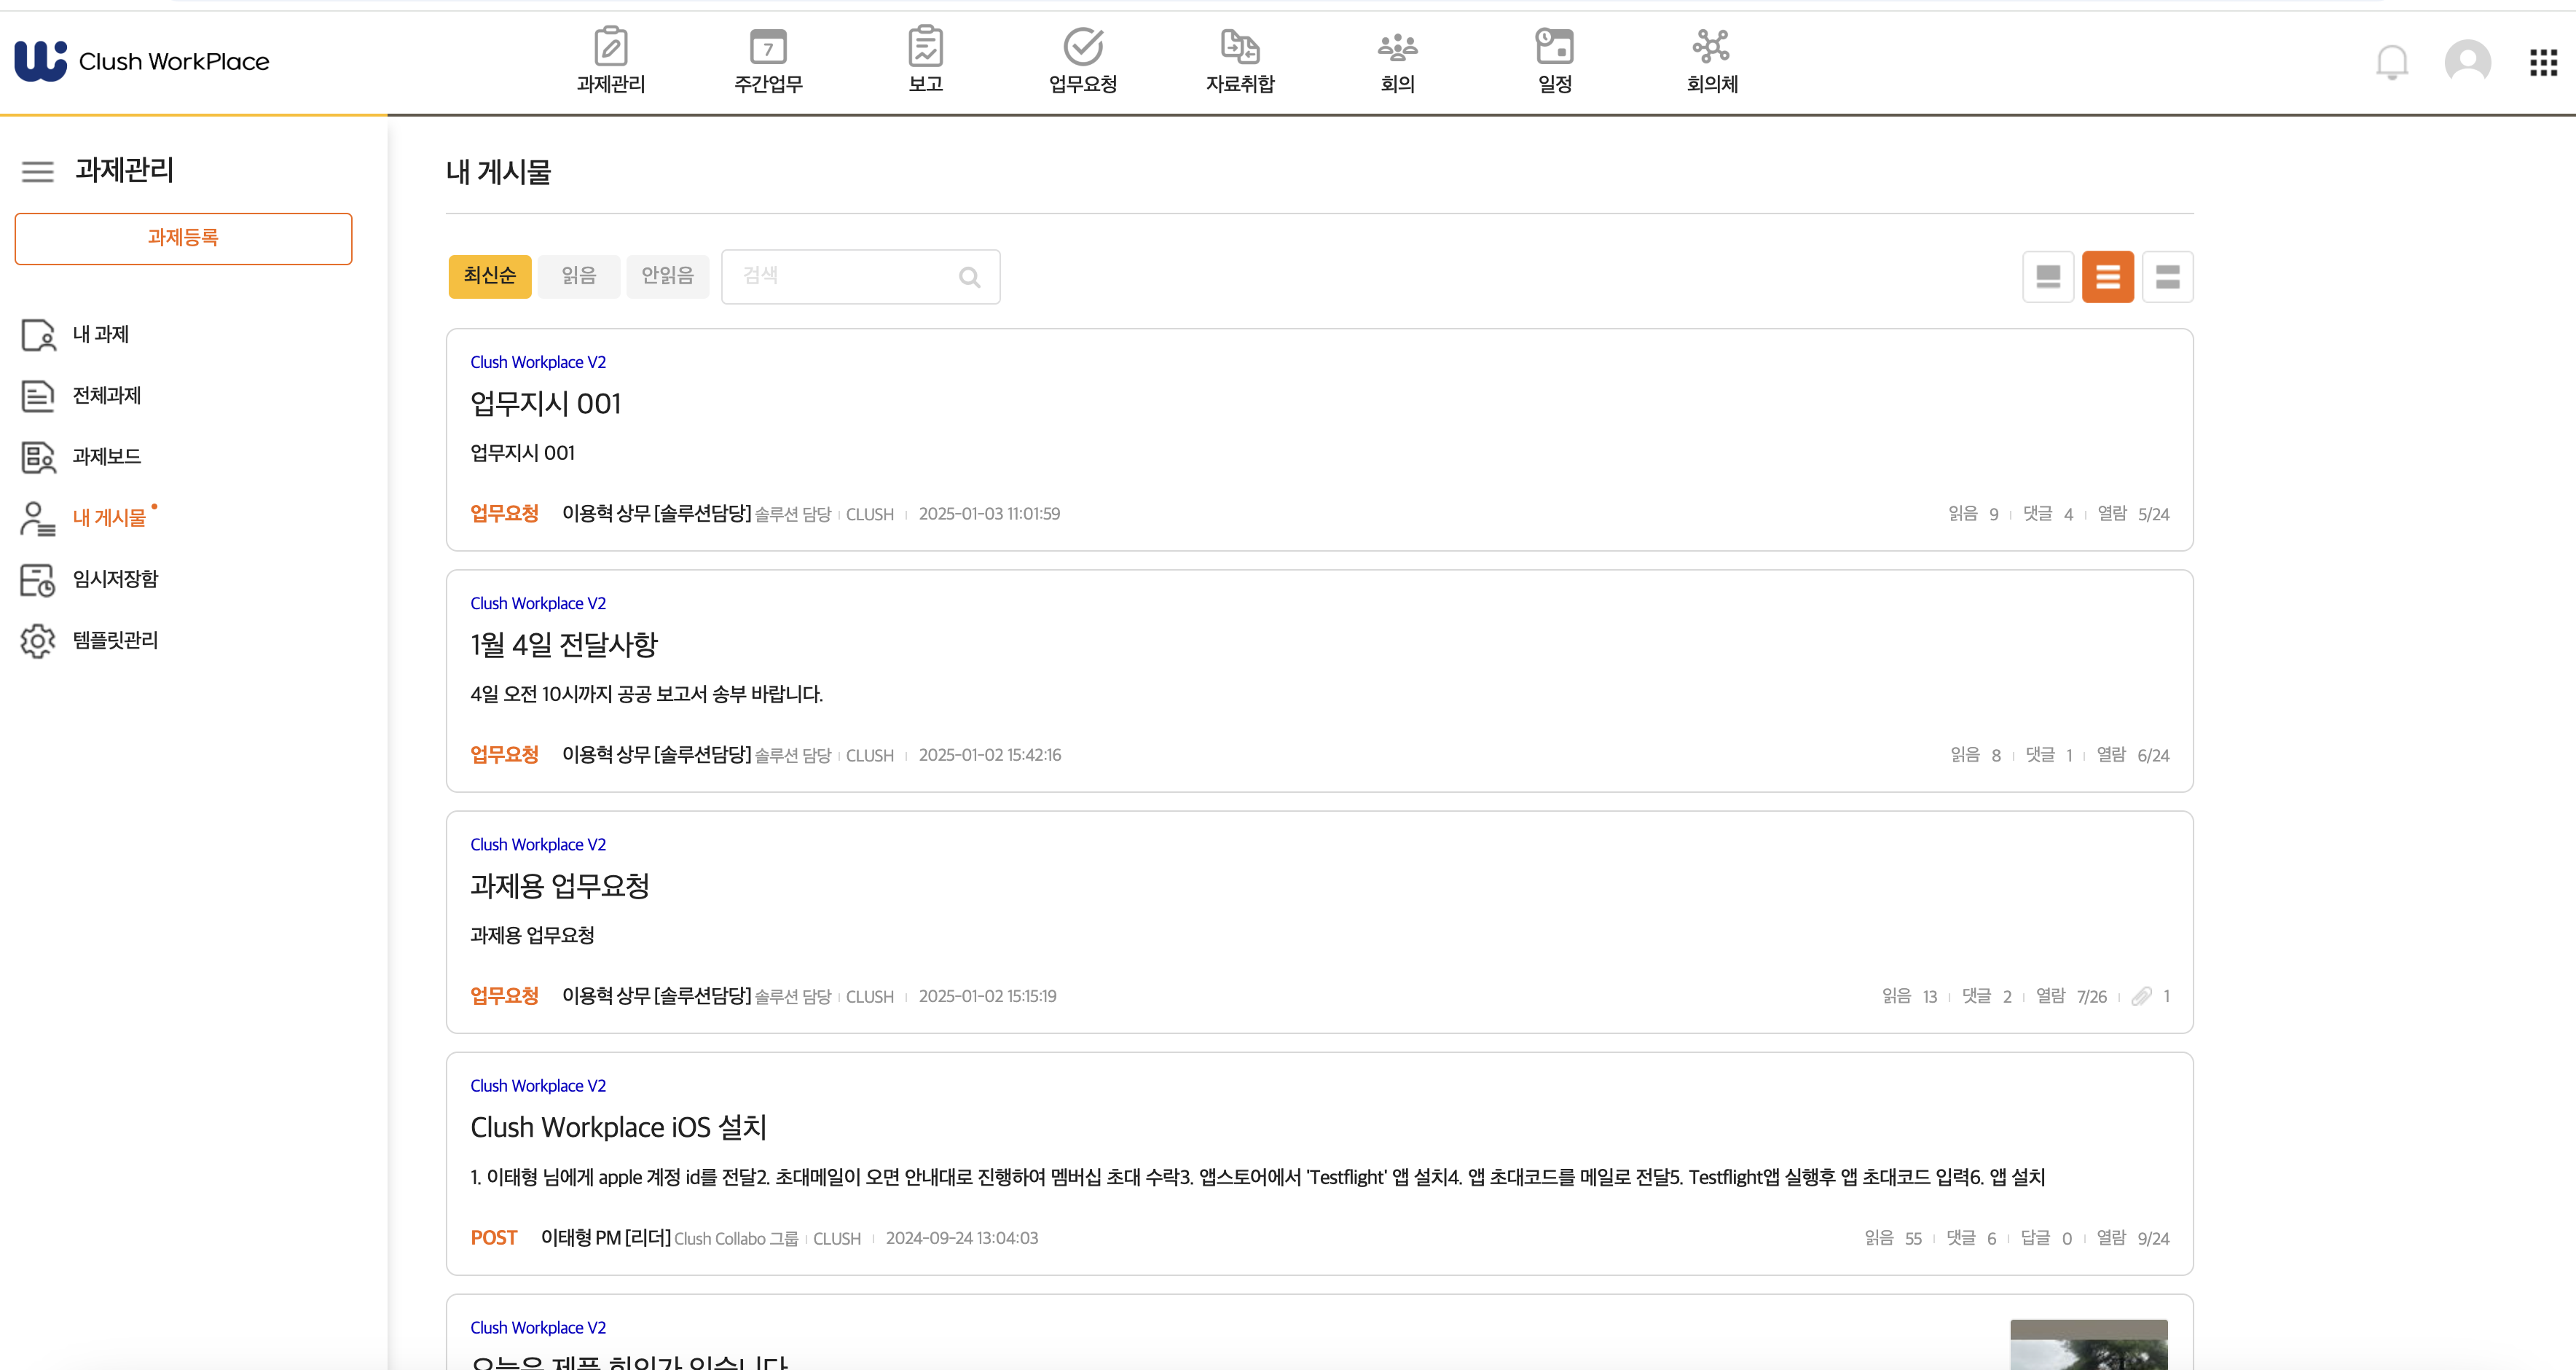 Clush WorkPlace
과제관리
7
주간업무
보고
업무요청
자료취합
회의
일정
회의체
과제관리
과제등록
내 과제
전체과제
과제보드
내 게시물
임시저장함
템플릿관리
내 게시물
최신순 읽음 안읽음 검색
Clush Workplace V2
업무지시 001
업무지시 001
업무요청 이용혁 상무 [솔루션담당] 솔루션 담당 CLUSH 2025-01-03 11:01:59 읽음 9 댓글 4 열람 5/24
Clush Workplace V2
1월 4일 전달사항
4일 오전 10시까지 공공 보고서 송부 바랍니다.
업무요청 이용혁 상무 [솔루션담당] 솔루션 담당 CLUSH 2025-01-02 15:42:16 읽음 8 댓글 1 열람 6/24
Clush Workplace V2
과제용 업무요청
과제용 업무요청
업무요청 이용혁 상무 [솔루션담당] 솔루션 담당 CLUSH 2025-01-02 15:15:19 읽음 13 댓글 2 열람 7/26 1
Clush Workplace V2
Clush Workplace iOS 설치
1. 이태형 님에게 apple 계정 id를 전달2. 초대메일이 오면 안내대로 진행하여 멤버십 초대 수락3. 앱스토어에서 'Testflight' 앱 설치4. 앱 초대코드를 메일로 전달5. Testflight앱 실행후 앱 초대코드 입력6. 앱 설치
POST 이태형 PM [리더] Clush Collabo 그룹 CLUSH 2024-09-24 13:04:03 읽음 55 댓글 6 답글 0 열람 9/24
Clush Workplace V2
오늘은 제품 회의가 있습니다